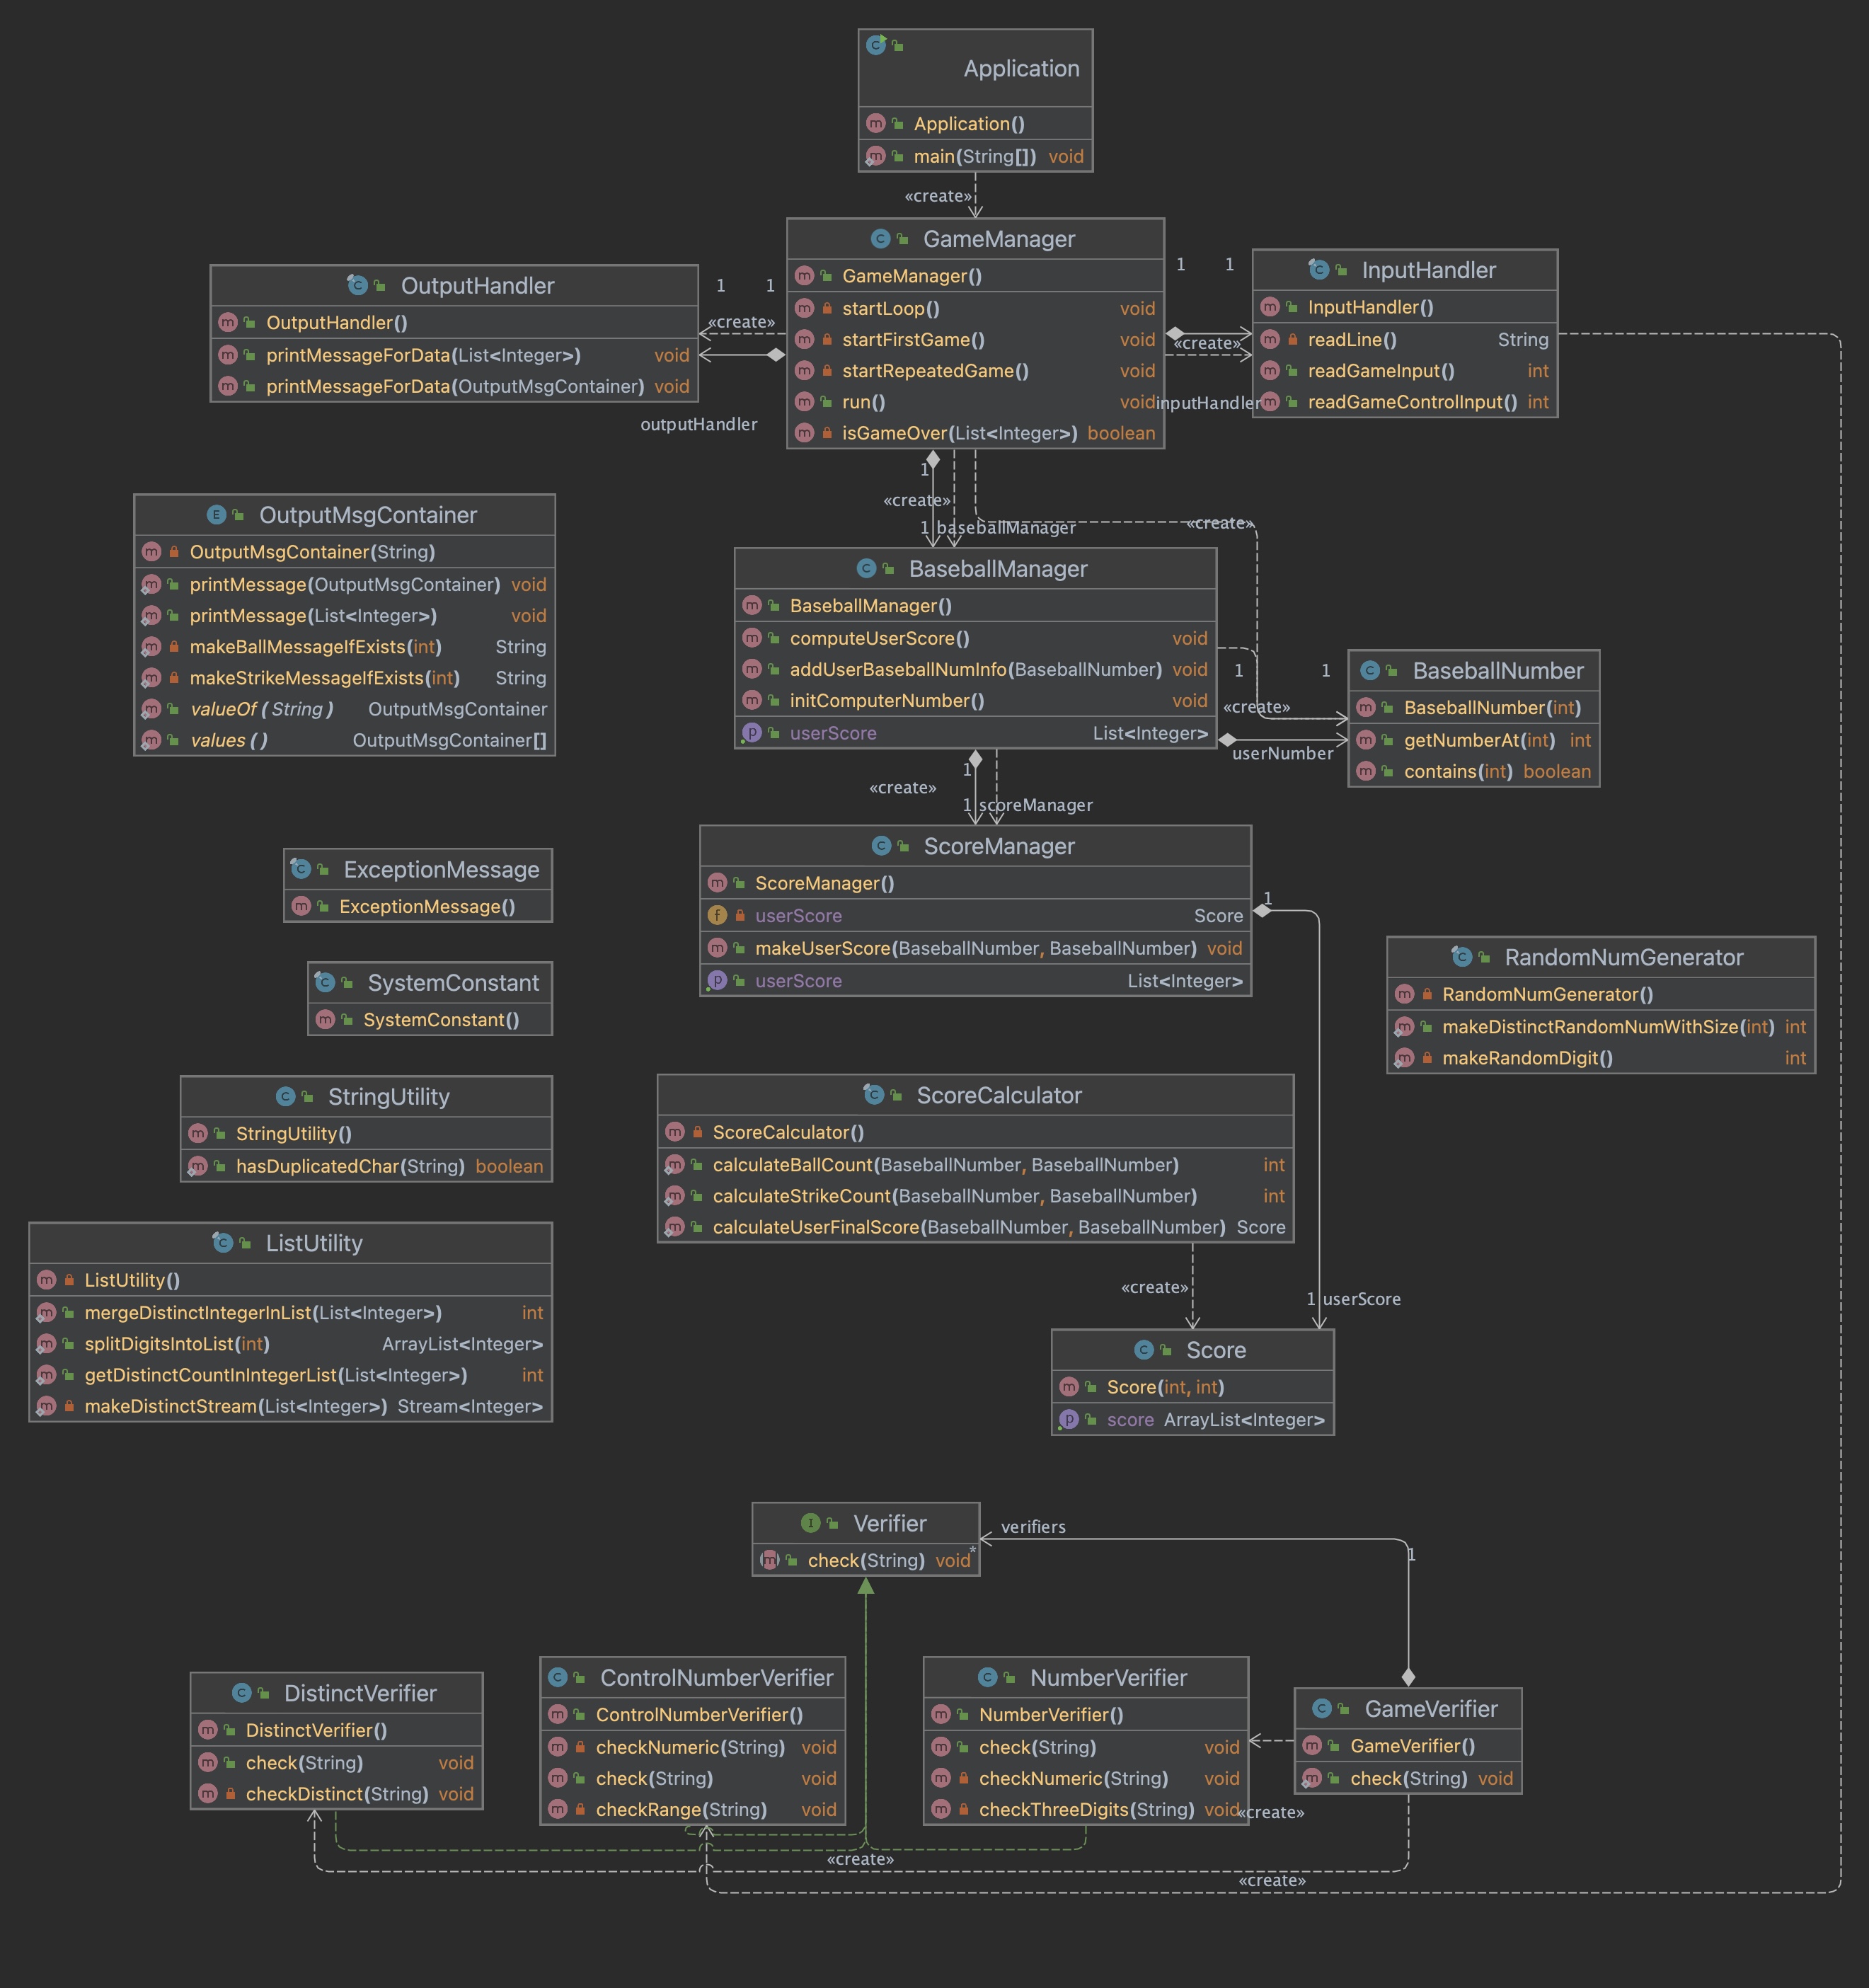 Application
Application()
main(String[]) void
«create»
GameManager
GameManager()
startLoop() void
startFirstGame() void
startRepeatedGame() void
run() void
isGameOver(List<Integer>) boolean
OutputHandler
OutputHandler()
printMessageForData(List<Integer>) void
printMessageForData(OutputMsgContainer) void
1 1
«create»
outputHandler
1 1
«create»
inputHandler
InputHandler
InputHandler()
readLine() String
readGameInput() int
readGameControlInput() int
1
«create»
1 baseballManager
«create»
OutputMsgContainer
OutputMsgContainer(String)
printMessage(OutputMsgContainer) void
printMessage(List<Integer>) void
makeBallMessageIfExists(int) String
makeStrikeMessageIfExists(int) String
valueOf (String) OutputMsgContainer
values () OutputMsgContainer[]
BaseballManager
BaseballManager()
computeUserScore() void
addUserBaseballNumInfo(BaseballNumber) void
initComputerNumber() void
userScore List<Integer>
1 1
«create»
userNumber
BaseballNumber
BaseballNumber(int)
getNumberAt(int) int
contains(int) boolean
1
«create»
1 scoreManager
ScoreManager
ScoreManager()
userScore Score
makeUserScore(BaseballNumber, BaseballNumber) void
userScore List<Integer>
1
ExceptionMessage
ExceptionMessage()
SystemConstant
SystemConstant()
RandomNumGenerator
RandomNumGenerator()
makeDistinctRandomNumWithSize(int) int
makeRandomDigit() int
StringUtility
StringUtility()
hasDuplicatedChar(String) boolean
ScoreCalculator
ScoreCalculator()
calculateBallCount(BaseballNumber, BaseballNumber) int
calculateStrikeCount(BaseballNumber, BaseballNumber) int
calculateUserFinalScore(BaseballNumber, BaseballNumber) Score
ListUtility
ListUtility()
mergeDistinctIntegerInList(List<Integer>) int
splitDigitsIntoList(int) ArrayList<Integer>
getDistinctCountInIntegerList(List<Integer>) int
makeDistinctStream(List<Integer>) Stream<Integer>
«create»
1 userScore
Score
Score(int, int)
score ArrayList<Integer>
Verifier
check(String) void
*
verifiers
1
DistinctVerifier
DistinctVerifier()
check(String) void
checkDistinct(String) void
ControlNumberVerifier
ControlNumberVerifier()
checkNumeric(String) void
check(String) void
checkRange(String) void
NumberVerifier
NumberVerifier()
check(String) void
checkNumeric(String) void
checkThreeDigits(String) void
GameVerifier
GameVerifier()
check(String) void
«create»
«create»
«create»